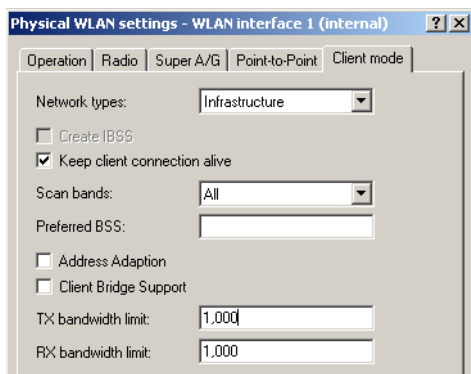 Physical WLAN settings - WLAN interface 1 (internal) ? X
Operation Radio Super A/G Point-to-Point Client mode
Network types: Infrastructure
Create IBSS
Keep client connection alive
Scan bands: All
Preferred BSS:
Address Adaption
Client Bridge Support
TX bandwidth limit: 1,000
RX bandwidth limit: 1,000